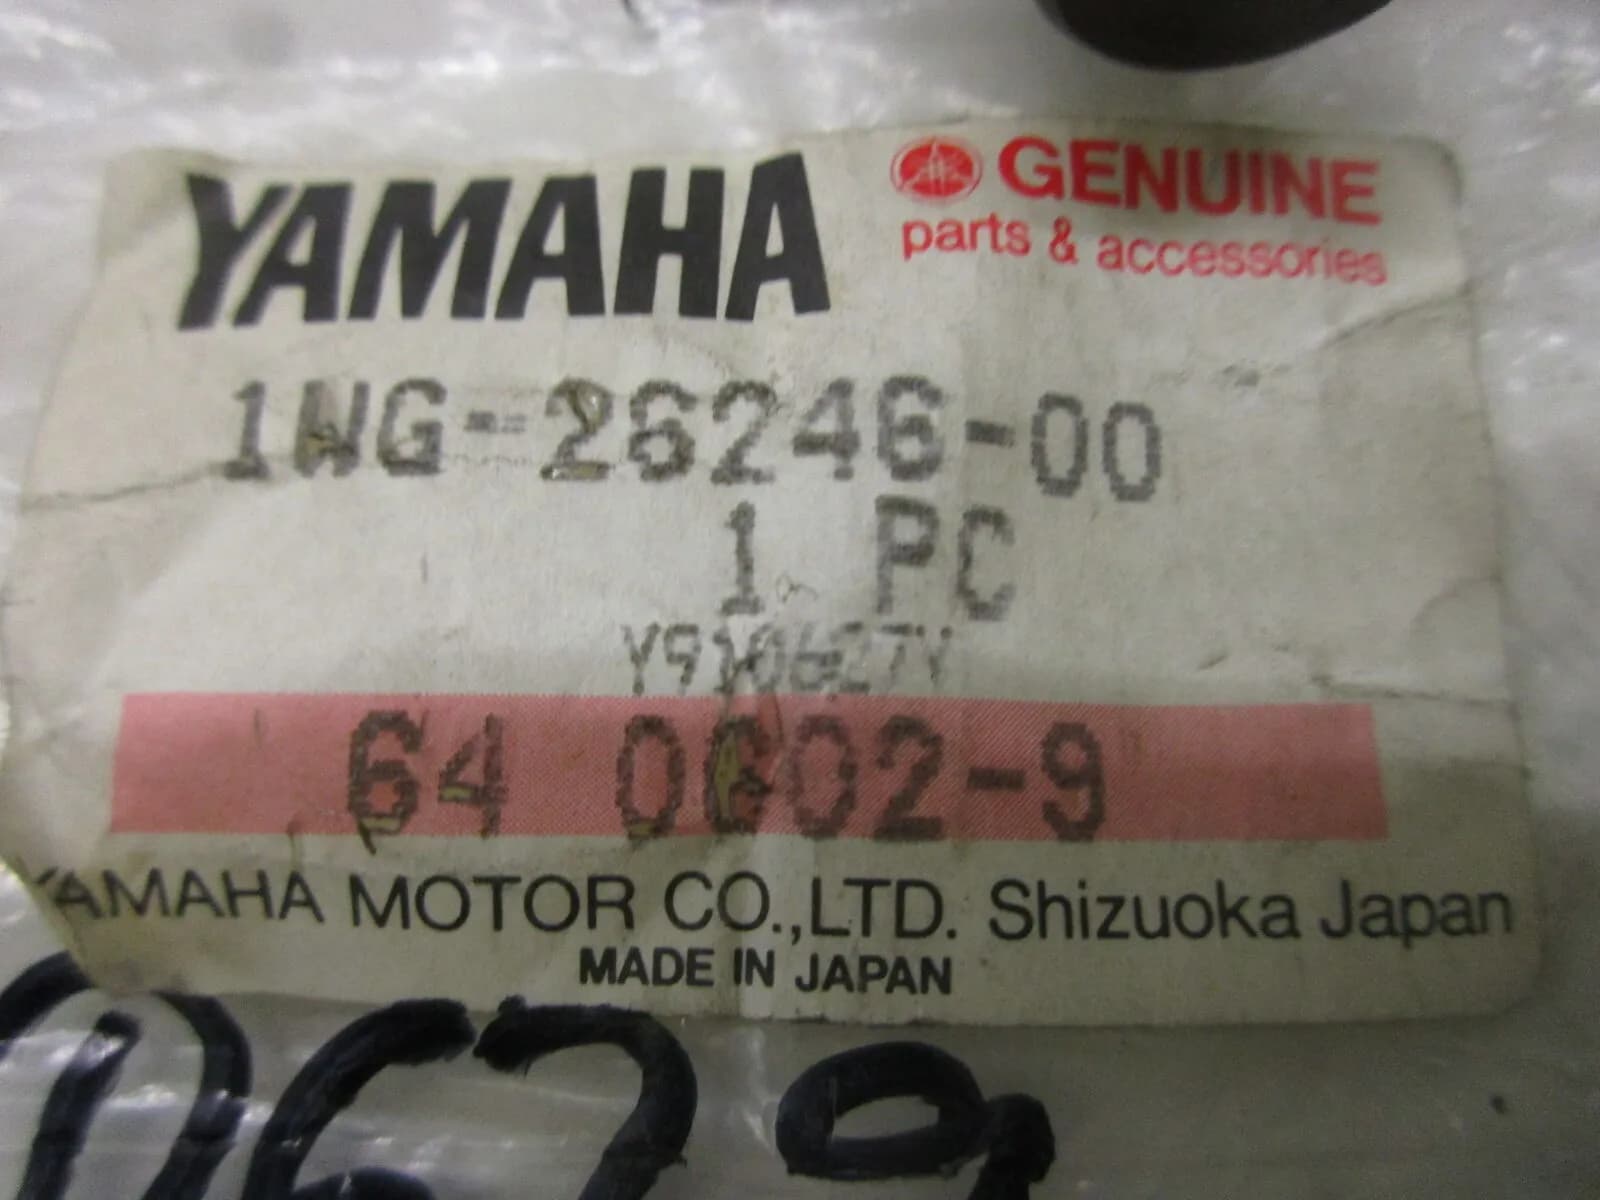 YAMAHA
GENUINE
parts & accessories
1WG-26246-00
1 PC
Y910627Y
64 0602-9
YAMAHA MOTOR CO.,LTD. Shizuoka Japan
MADE IN JAPAN